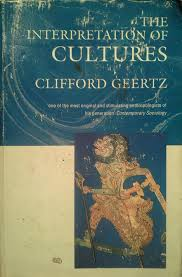 THE
INTERPRETATION OF
CULTURES
CLIFFORD GEERTZ
'one of the most original and stimulating anthropologists of
his generation' Contemporary Sociology